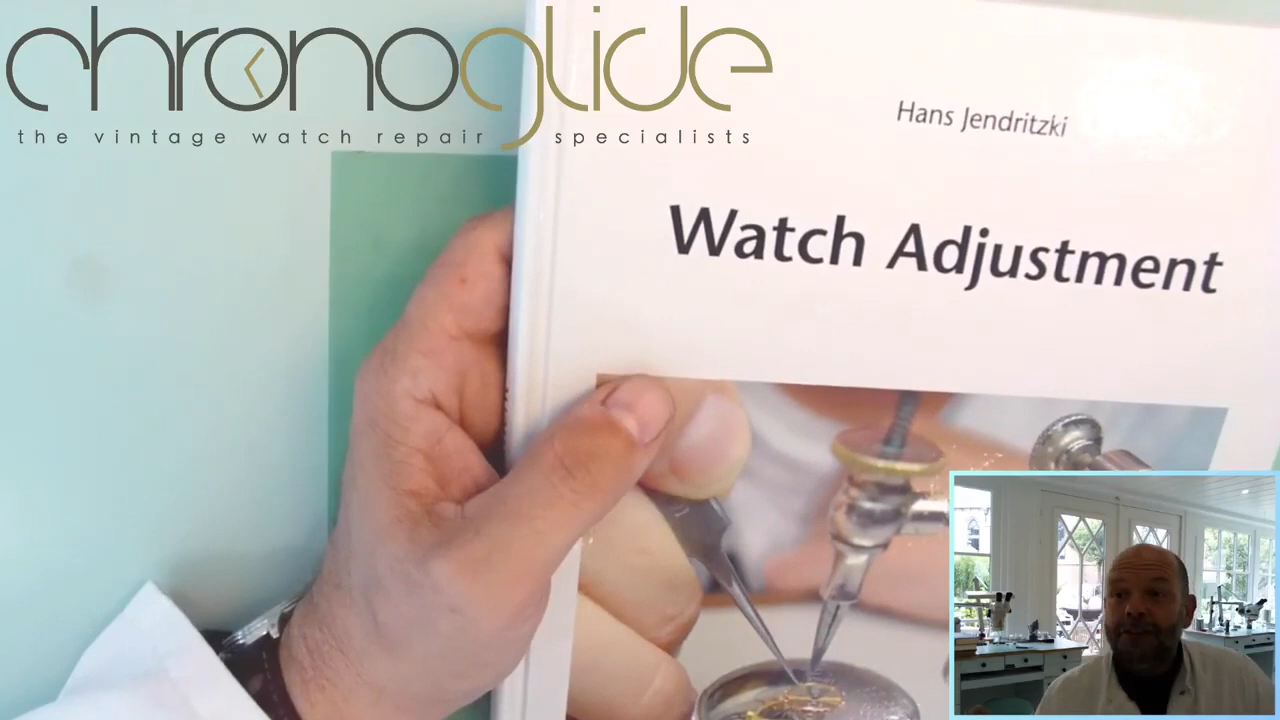 chronoglide
the vintage watch repair specialists
Hans Jendritzki
Watch Adjustment